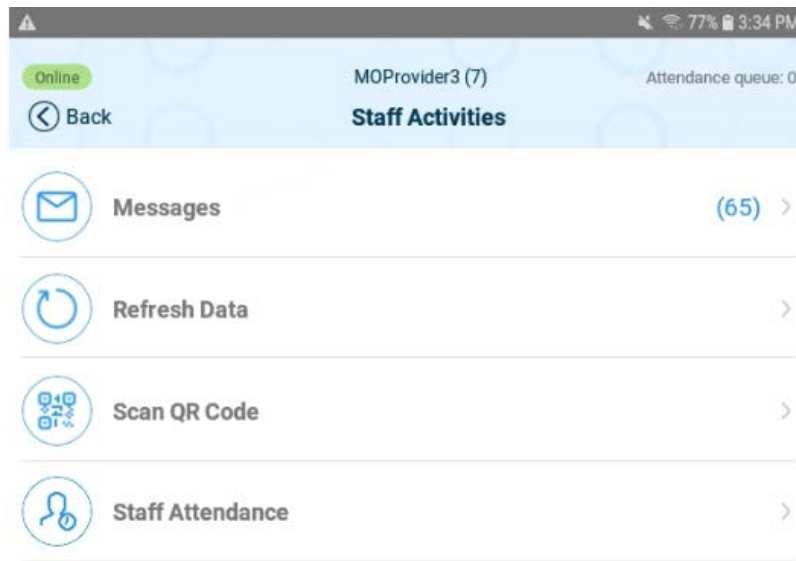 77% 3:34 PM
Online MOProvider3 (7) Attendance queue: 0
Back Staff Activities
Messages (65)
Refresh Data
Scan QR Code
Staff Attendance